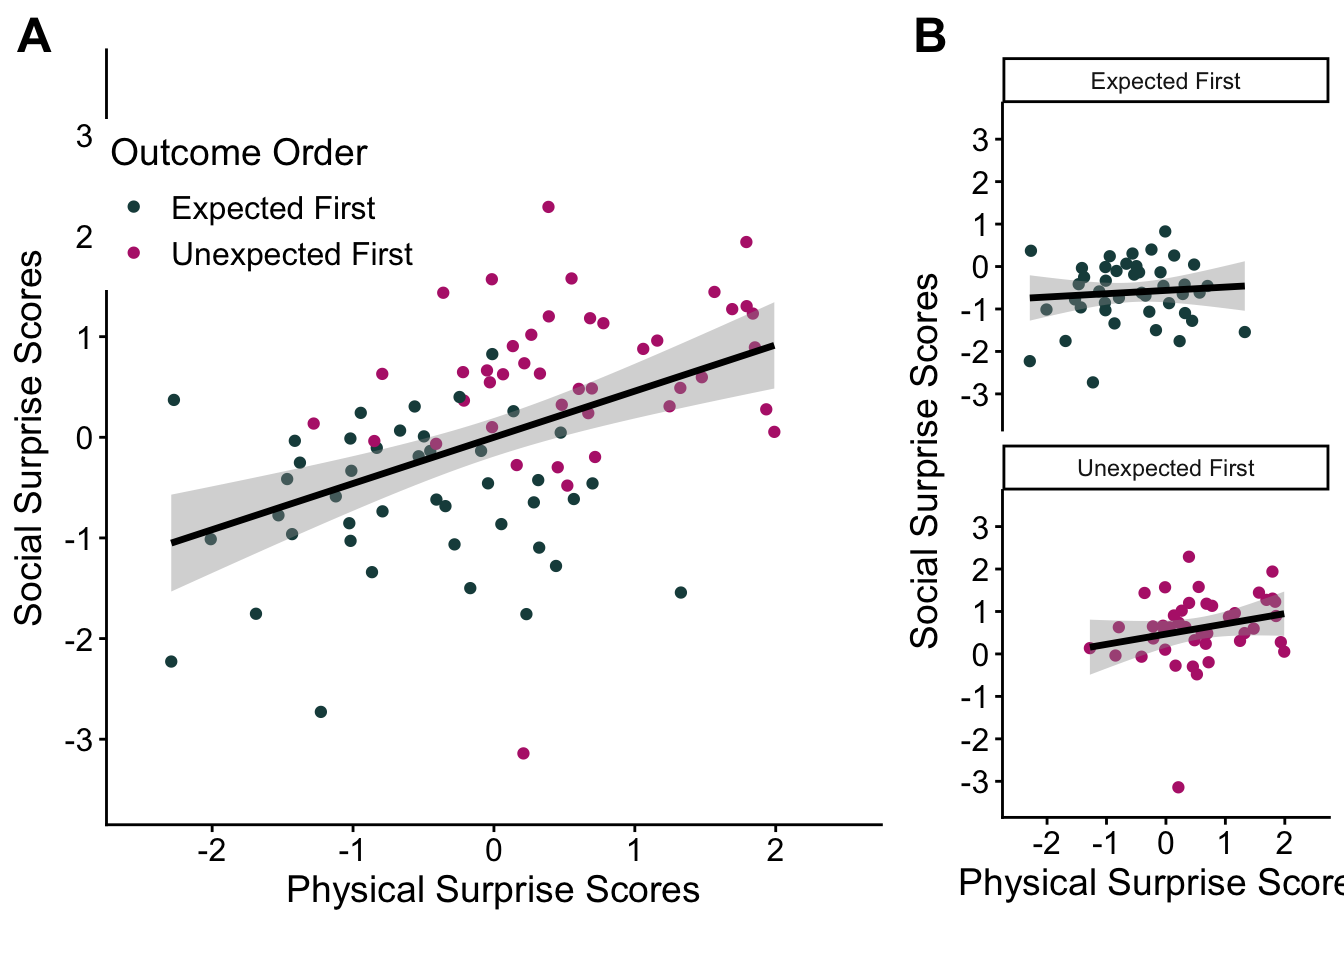 A
3
Outcome Order
Expected First
2
Unexpected First
1
0
-1
-2
-3
Social Surprise Scores
-2 -1 0 1 2
Physical Surprise Scores
B
Expected First
3
2
1
0
-1
-2
-3
Unexpected First
3
2
1
0
-1
-2
-3
Social Surprise Scores
-2 -1 0 1 2
Physical Surprise Score